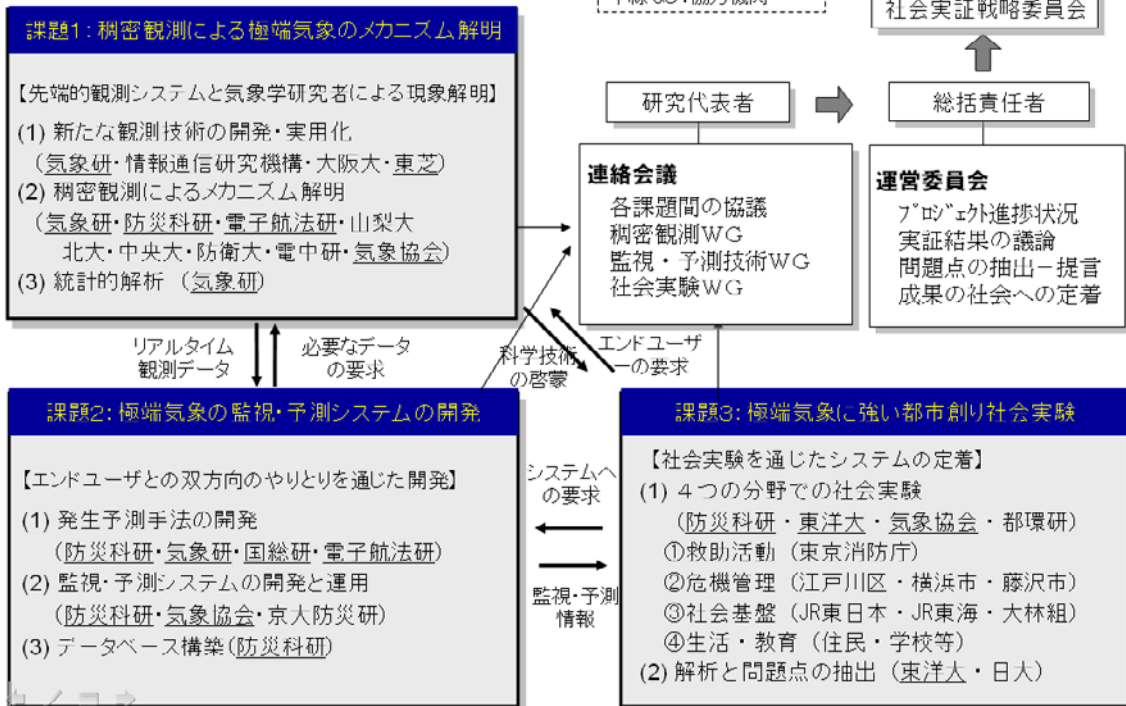 社会実証戦略委員会
課題1：稠密観測による極端気象のメカニズム解明
【先端的観測システムと気象学研究者による現象解明】
(1) 新たな観測技術の開発・実用化
（気象研・情報通信研究機構・大阪大・東芝）
(2) 稠密観測によるメカニズム解明
（気象研・防災科研・電子航法研・山梨大
北大・中央大・防衛大・電中研・気象協会）
(3) 統計的解析 （気象研）
研究代表者
総括責任者
連絡会議
各課題間の協議
稠密観測WG
監視・予測技術WG
社会実験WG
運営委員会
ﾌﾟﾛｼﾞｪｸﾄ進捗状況
実証結果の議論
問題点の抽出－提言
成果の社会への定着
リアルタイム
観測データ
必要なデータ
の要求
科学技術
の啓蒙
エンドユーザ
ーの要求
課題2：極端気象の監視・予測システムの開発
【エンドユーザとの双方向のやりとりを通じた開発】
(1) 発生予測手法の開発
（防災科研・気象研・国総研・電子航法研）
(2) 監視・予測システムの開発と運用
（防災科研・気象協会・京大防災研）
(3) データベース構築（防災科研）
システムへ
の要求
監視・予測
情報
課題3：極端気象に強い都市創り社会実験
【社会実験を通じたシステムの定着】
(1) ４つの分野での社会実験
（防災科研・東洋大・気象協会・都環研）
①救助活動（東京消防庁）
②危機管理（江戸川区・横浜市・藤沢市）
③社会基盤（JR東日本・JR東海・大林組）
④生活・教育（住民・学校等）
(2) 解析と問題点の抽出（東洋大・日大）